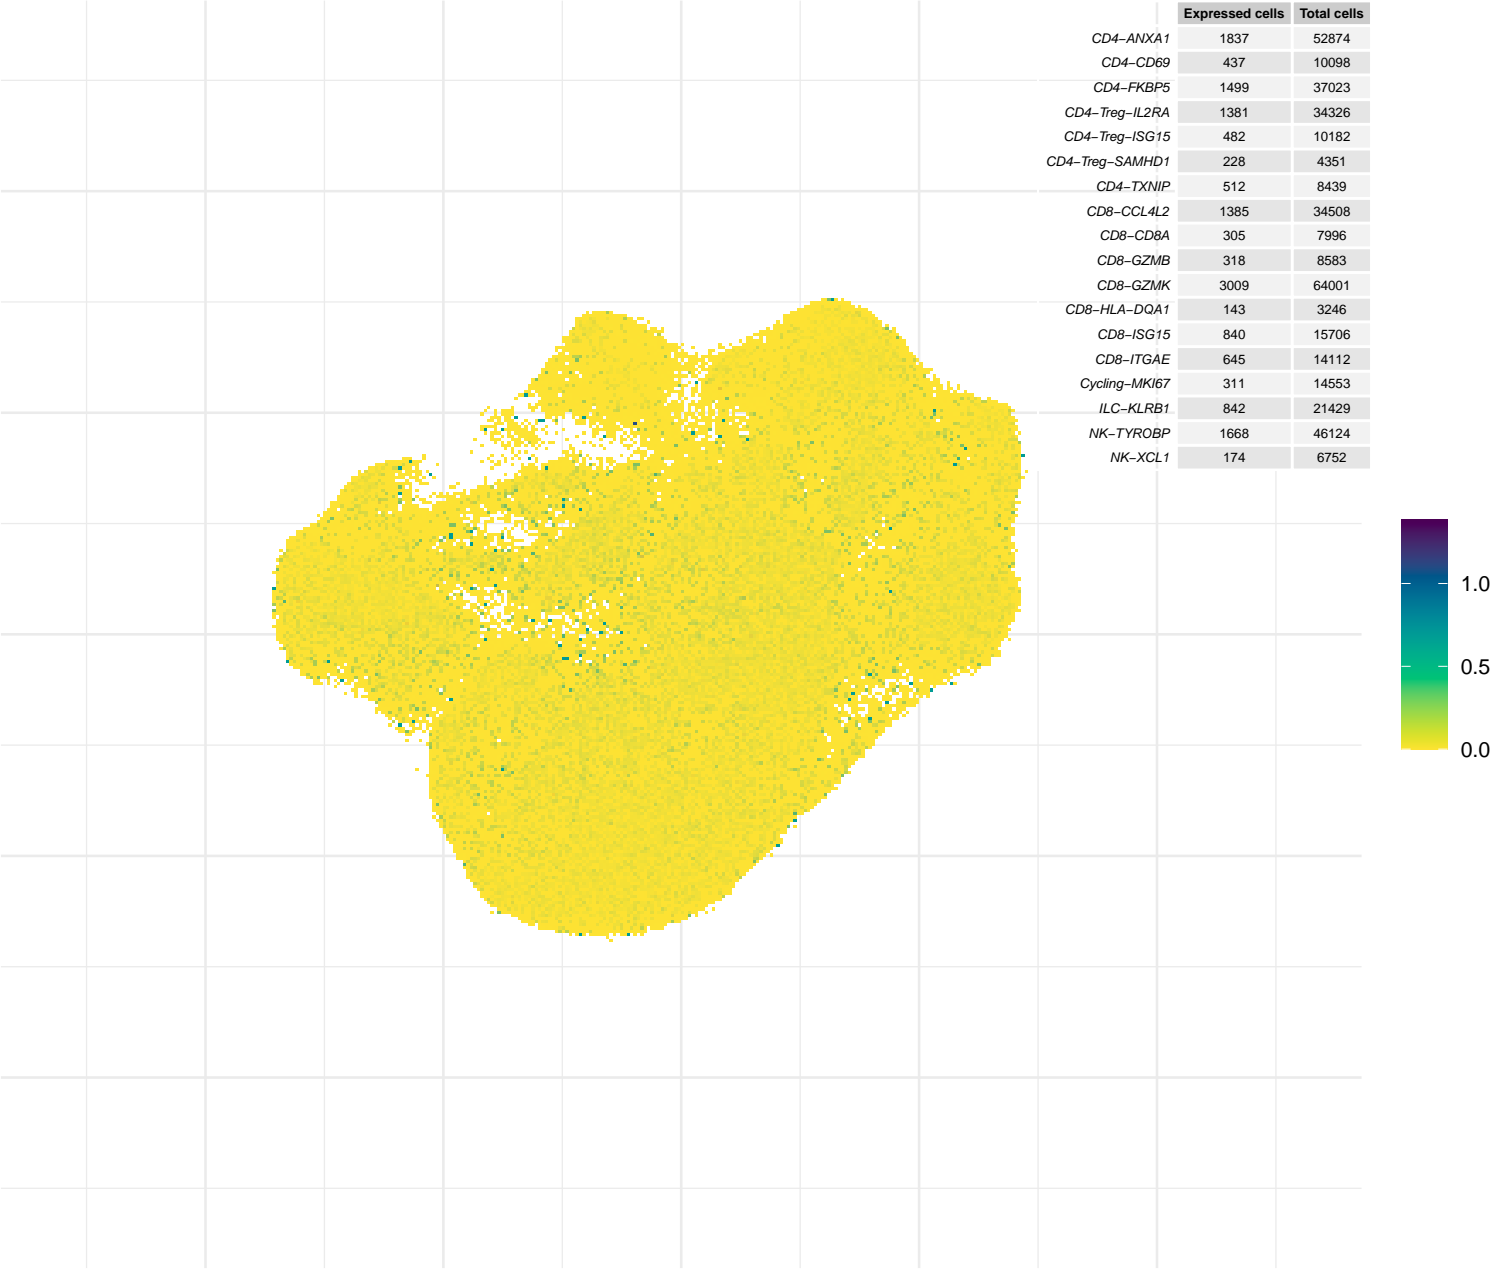 Expressed cells Total cells
CD4−ANXA1 1837 52874
CD4−CD69 437 10098
CD4−FKBP5 1499 37023
CD4−Treg−IL2RA 1381 34326
CD4−Treg−ISG15 482 10182
CD4−Treg−SAMHD1 228 4351
CD4−TXNIP 512 8439
CD8−CCL4L2 1385 34508
CD8−CD8A 305 7996
CD8−GZMB 318 8583
CD8−GZMK 3009 64001
CD8−HLA−DQA1 143 3246
CD8−ISG15 840 15706
CD8−ITGAE 645 14112
Cycling−MKI67 311 14553
ILC−KLRB1 842 21429
NK−TYROBP 1668 46124
NK−XCL1 174 6752
1.0
0.5
0.0